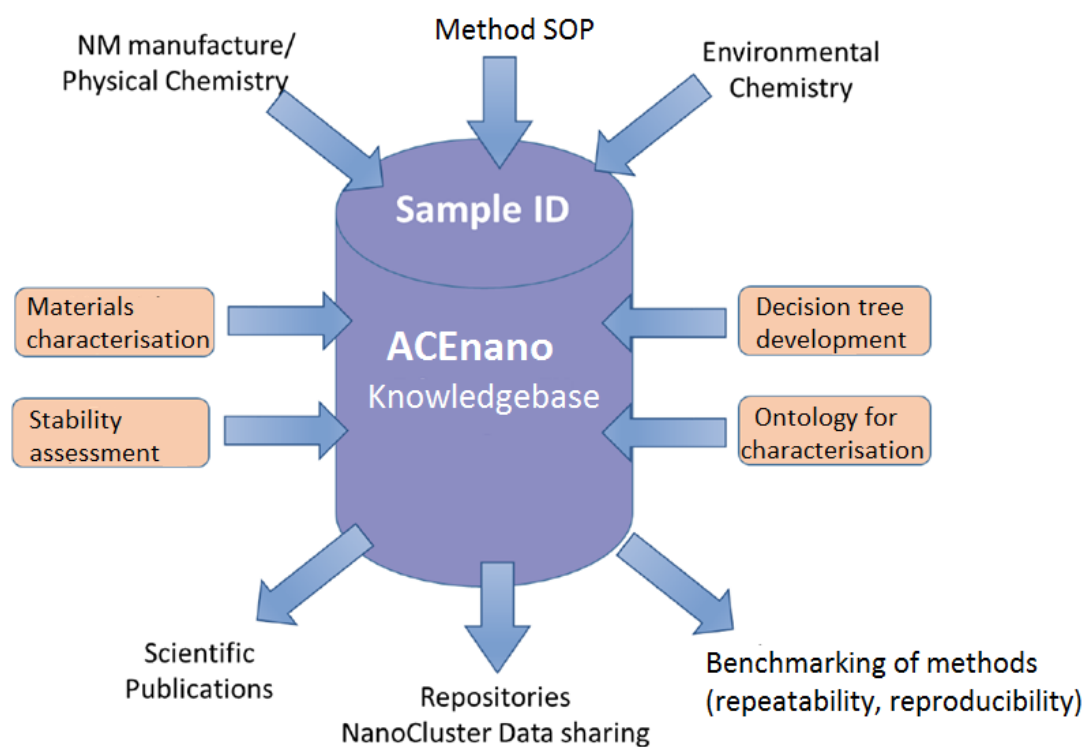 NM manufacture/
Physical Chemistry
Method SOP
Environmental
Chemistry
Sample ID
Materials
characterisation
ACEnano
Knowledgebase
Decision tree
development
Stability
assessment
Ontology for
characterisation
Scientific
Publications
Repositories
NanoCluster Data sharing
Benchmarking of methods
(repeatability, reproducibility)